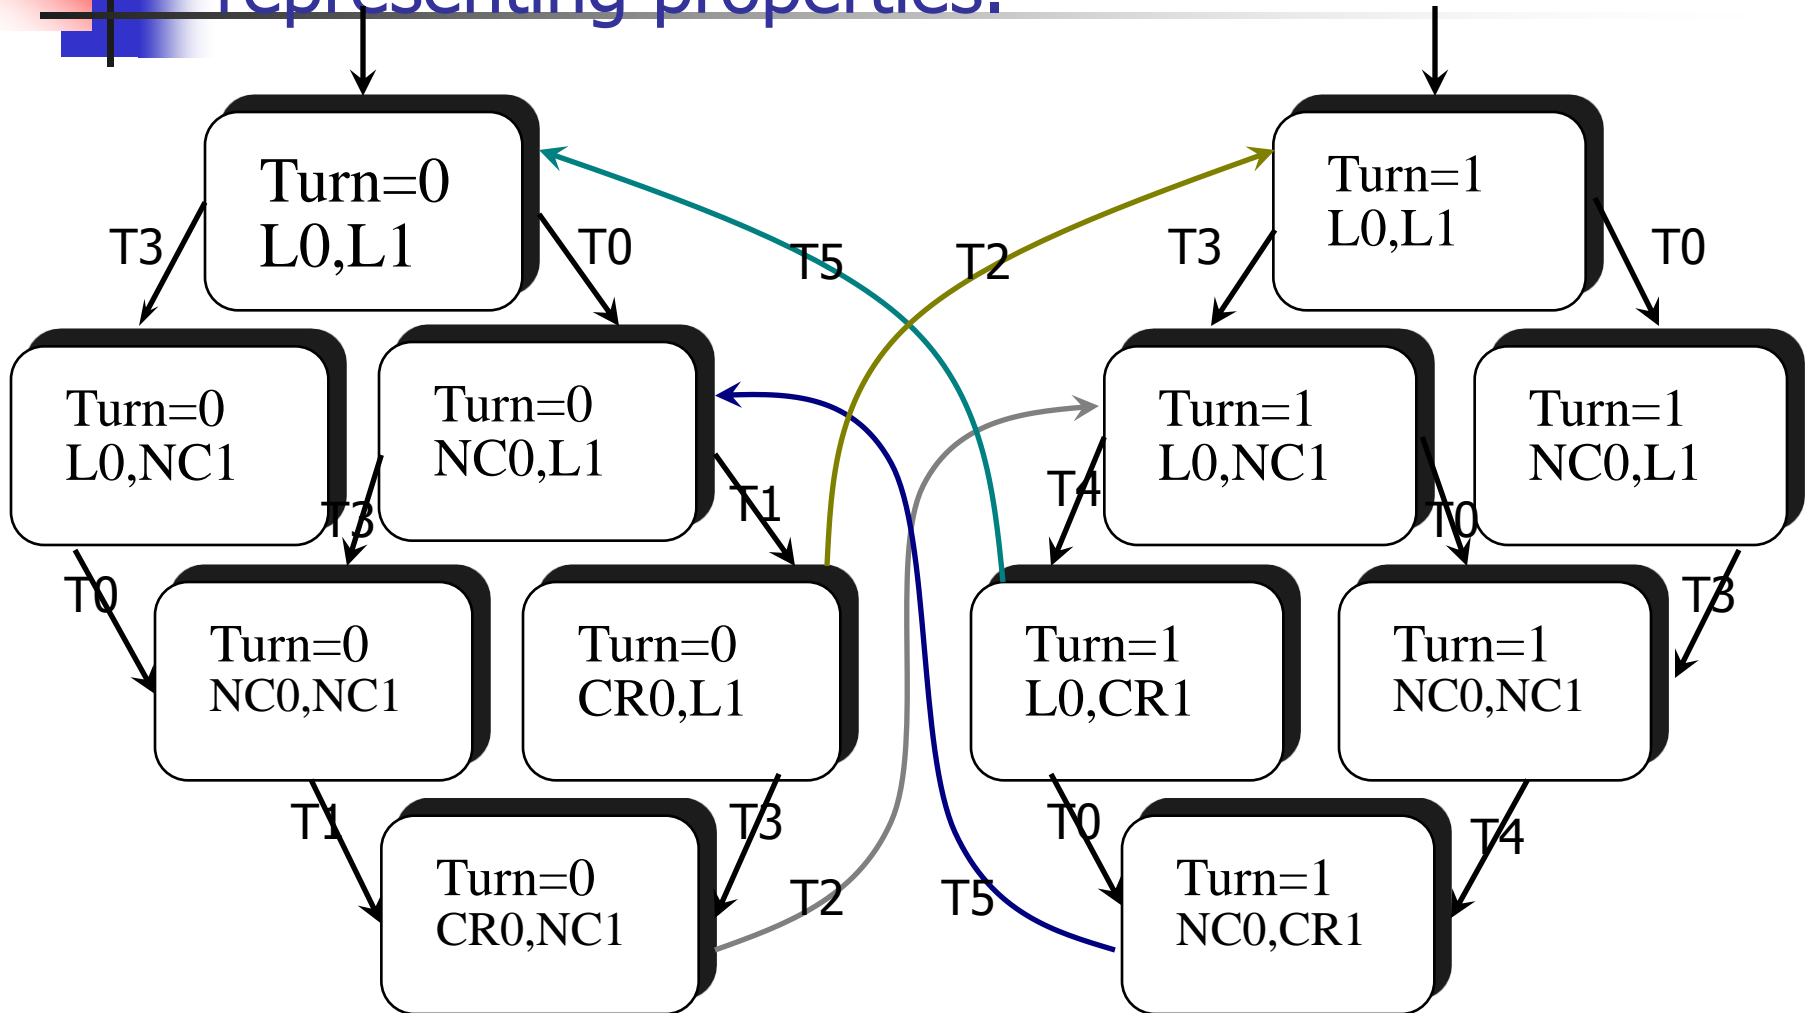 representing properties.
Turn=0
L0,L1
Turn=1
L0,L1
T3
T0
T5
T2
T3
T0
Turn=0
L0,NC1
Turn=0
NC0,L1
Turn=1
L0,NC1
Turn=1
NC0,L1
T3
T1
T4
T0
T0
T3
Turn=0
NC0,NC1
Turn=0
CR0,L1
Turn=1
L0,CR1
Turn=1
NC0,NC1
T1
T3
T0
T4
T2
T5
Turn=0
CR0,NC1
Turn=1
NC0,CR1